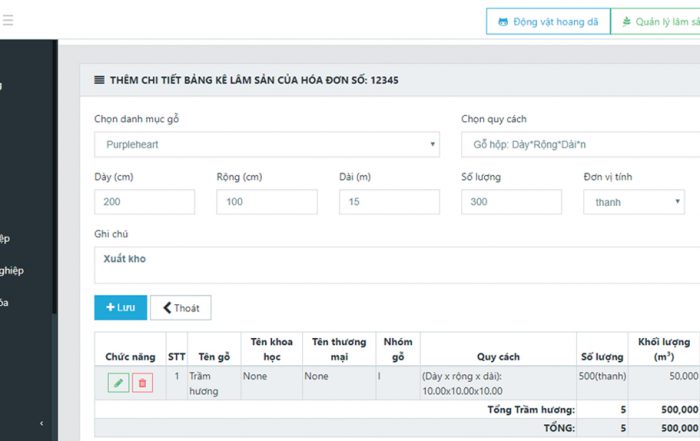 Động vật hoang dã
Quản lý lâm sả
THÊM CHI TIẾT BẢNG KÊ LÂM SẢN CỦA HÓA ĐƠN SỐ: 12345
Chọn danh mục gỗ Chọn quy cách
Purpleheart Gỗ hộp: Dày*Rộng*Dài*n
Dày (cm) Rộng (cm) Dài (m) Số lượng Đơn vị tính
200 100 15 300 thanh
Ghi chú
Xuất kho
Lưu Thoát
Chức năng STT Tên gỗ Tên khoa học Tên thương mại Nhóm gỗ Quy cách Số lượng Khối lượng (m³)
1 Trầm hương None None I (Dày x rộng x dài): 10.00x10.00x10.00 500(thanh) 50.000
Tổng Trầm hương: 5 500,000
TỔNG: 5 500,000
ệp
ghiệp
óa